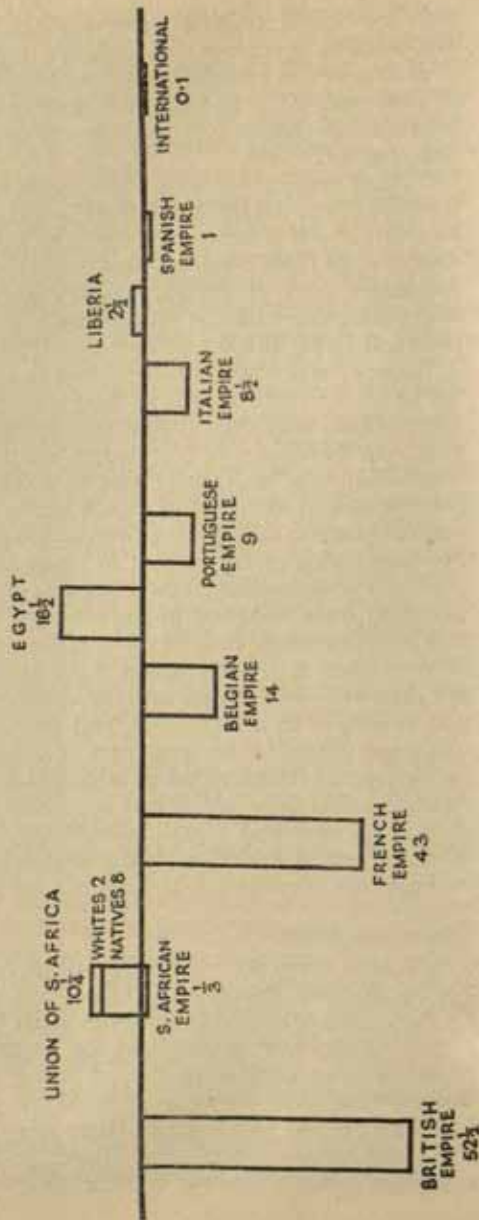 UNION OF S. AFRICA
10¼
WHITES 2
NATIVES 8
EGYPT
16½
LIBERIA
2½
BRITISH
EMPIRE
52½
S. AFRICAN
EMPIRE
⅓
FRENCH
EMPIRE
43
BELGIAN
EMPIRE
14
PORTUGUESE
EMPIRE
9
ITALIAN
EMPIRE
8½
SPANISH
EMPIRE
1
INTERNATIONAL
0·1